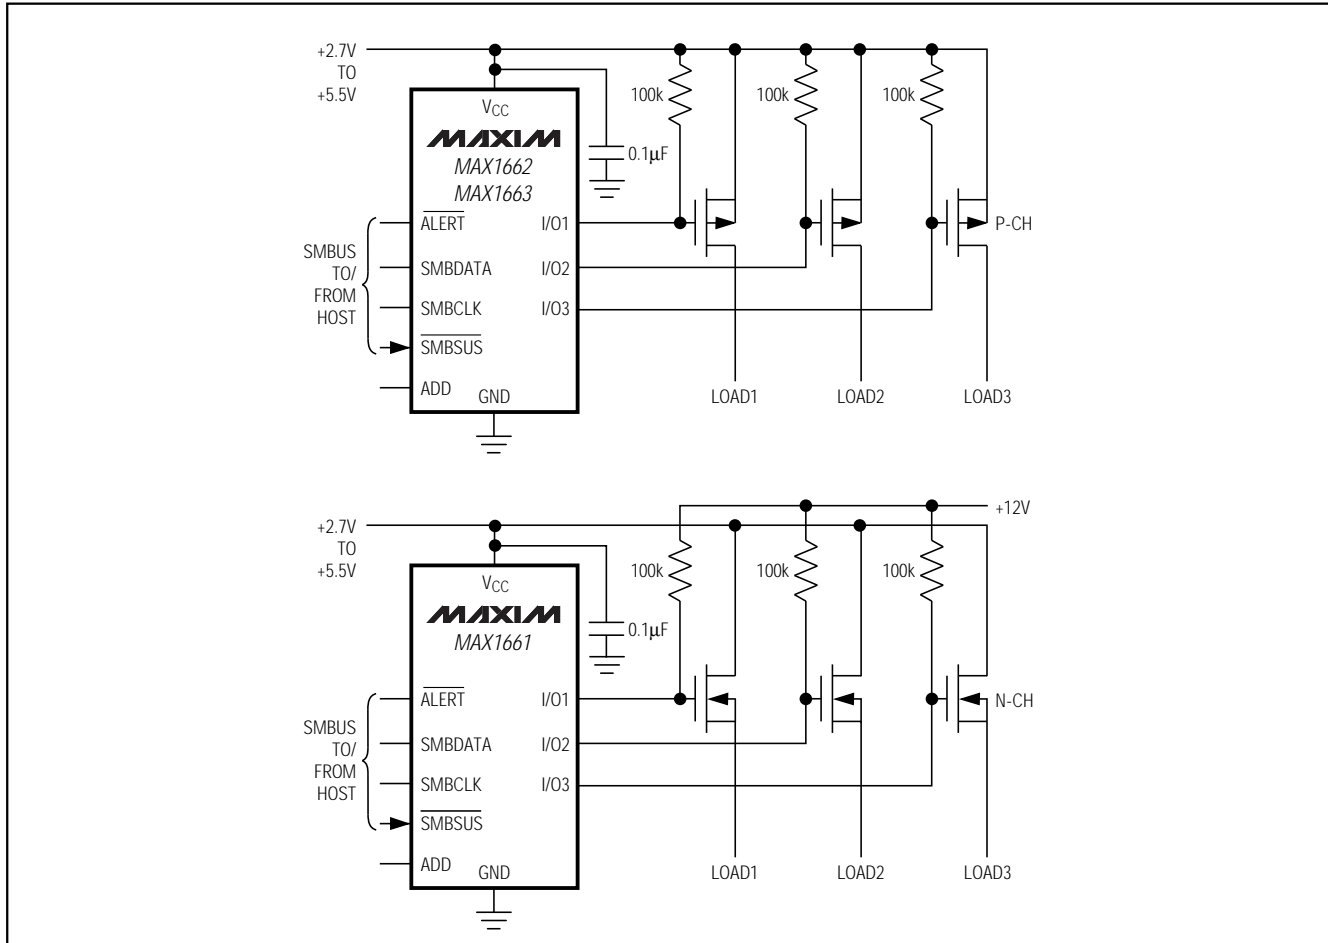 +2.7V
TO
+5.5V
VCC
MAXIM
MAX1662
MAX1663
100k
100k
100k
0.1µF
SMBUS
TO/
FROM
HOST
ALERT
SMBDATA
SMBCLK
SMBSUS
ADD
GND
I/O1
I/O2
I/O3
P-CH
LOAD1
LOAD2
LOAD3
+12V
+2.7V
TO
+5.5V
VCC
MAXIM
MAX1661
100k
100k
100k
0.1µF
SMBUS
TO/
FROM
HOST
ALERT
SMBDATA
SMBCLK
SMBSUS
ADD
GND
I/O1
I/O2
I/O3
N-CH
LOAD1
LOAD2
LOAD3